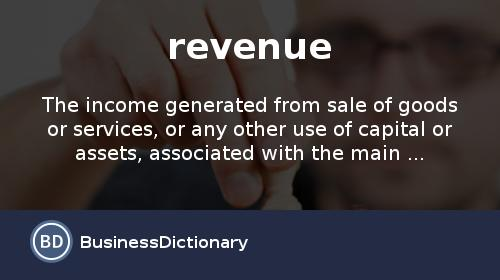 revenue
The income generated from sale of goods
or services, or any other use of capital or
assets, associated with the main ...
BD BusinessDictionary